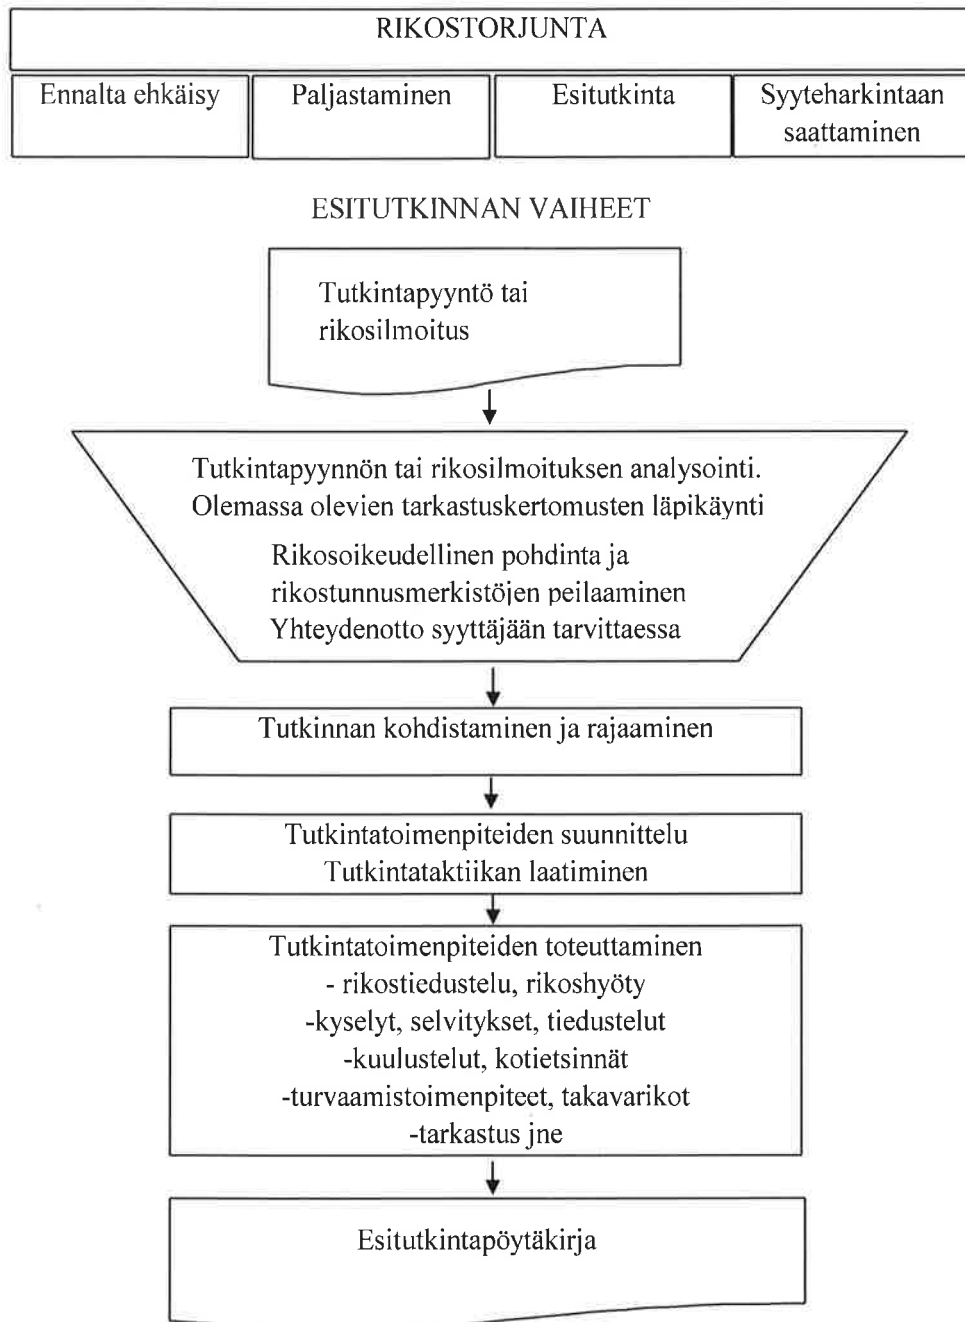 RIKOSTORJUNTA
Ennalta ehkäisy
Paljastaminen
Esitutkinta
Syyteharkintaan
saattaminen
ESITUTKINNAN VAIHEET
Tutkintapyyntö tai
rikosilmoitus
Tutkintapyynnön tai rikosilmoituksen analysointi.
Olemassa olevien tarkastuskertomusten läpikäynti
Rikosoikeudellinen pohdinta ja
rikostunnusmerkistöjen peilaaminen
Yhteydenotto syyttäjään tarvittaessa
Tutkinnan kohdistaminen ja rajaaminen
Tutkintatoimenpiteiden suunnittelu
Tutkintataktiikan laatiminen
Tutkintatoimenpiteiden toteuttaminen
- rikostiedustelu, rikoshyöty
-kyselyt, selvitykset, tiedustelut
-kuulustelut, kotietsinnät
-turvaamistoimenpiteet, takavarikot
-tarkastus jne
Esitutkintapöytäkirja